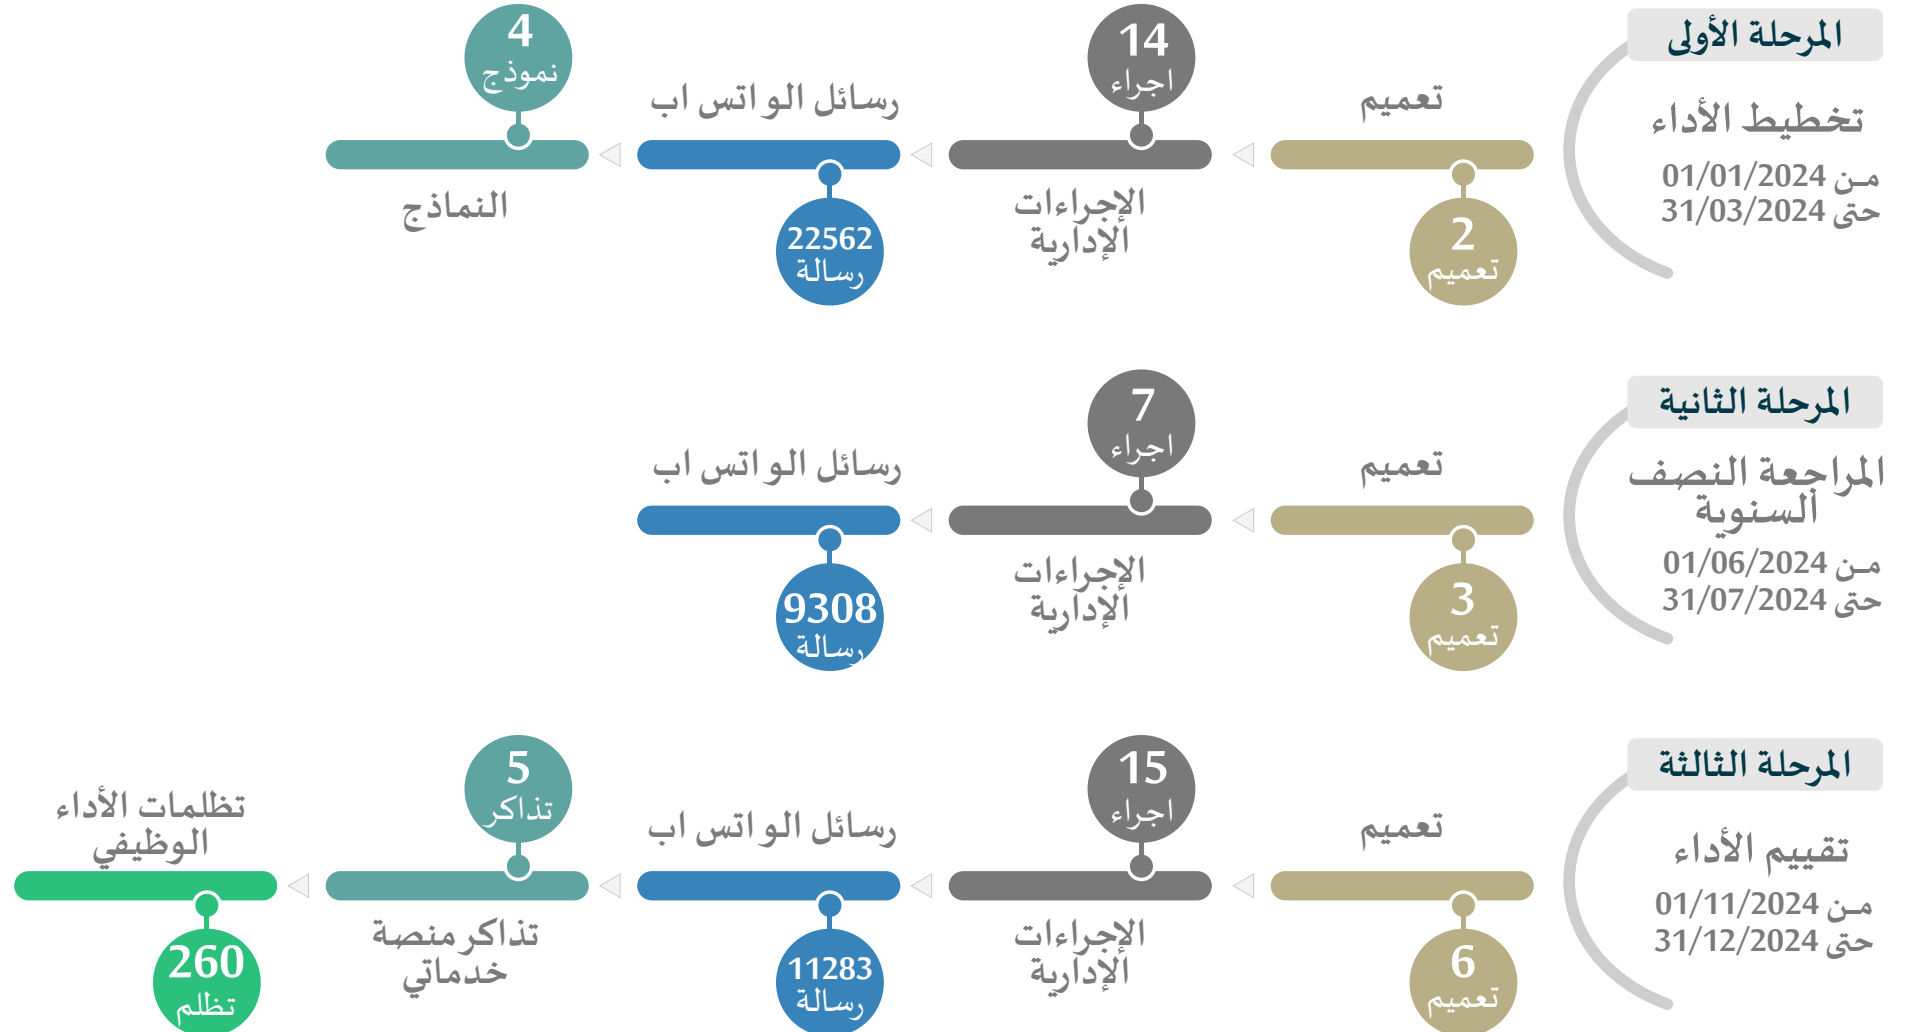 المرحلة الأولى
تخطيط الأداء
من 01/01/2024
حتى 31/03/2024
تعميم
2
تعميم
14
اجراء
الإجراءات
الإدارية
رسائل الواتس اب
22562
رسالة
4
نموذج
النماذج
المرحلة الثانية
المراجعة النصف
السنوية
من 01/06/2024
حتى 31/07/2024
تعميم
3
تعميم
7
اجراء
الإجراءات
الإدارية
رسائل الواتس اب
9308
رسالة
المرحلة الثالثة
تقييم الأداء
من 01/11/2024
حتى 31/12/2024
تعميم
6
تعميم
15
اجراء
الإجراءات
الإدارية
رسائل الواتس اب
11283
رسالة
5
تذاكر
تذاكر منصة
خدماتي
تظلمات الأداء
الوظيفي
260
تظلم